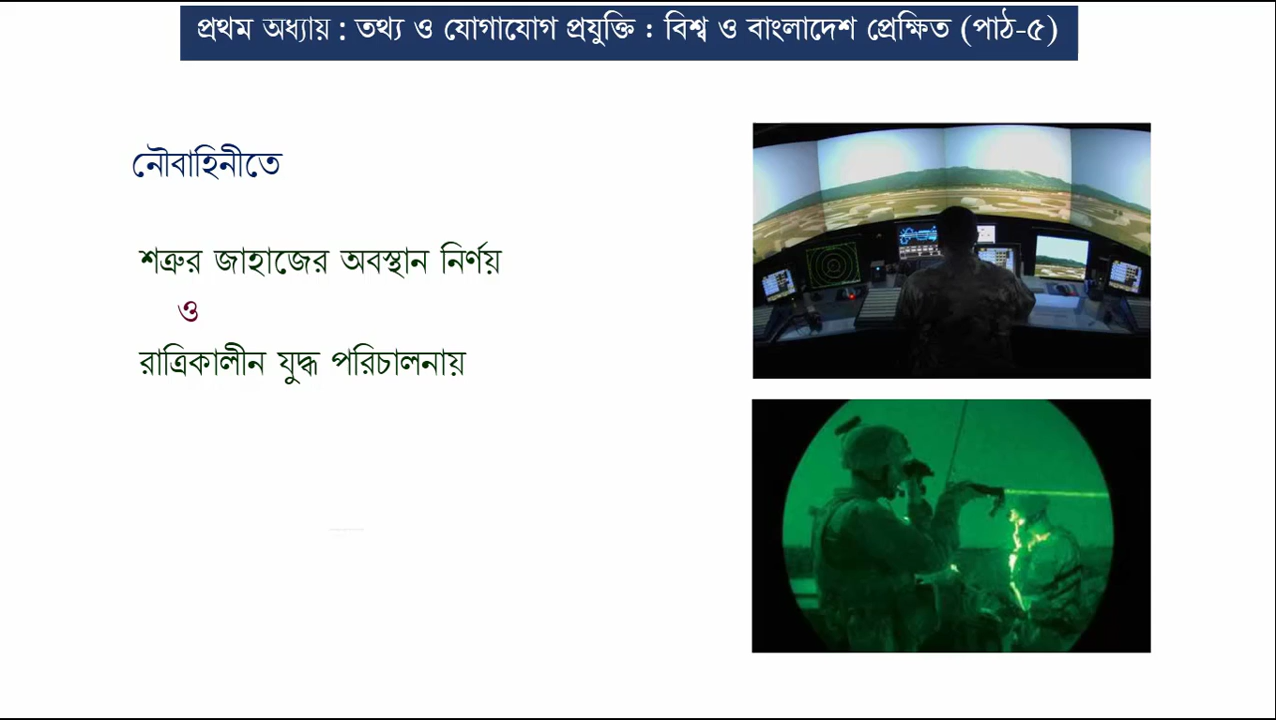 প্রথম অধ্যায় : তথ্য ও যোগাযোগ প্রযুক্তি : বিশ্ব ও বাংলাদেশ প্রেক্ষিত (পাঠ-৫)
নৌবাহিনীতে
শত্রুর জাহাজের অবস্থান নির্ণয়
ও
রাত্রিকালীন যুদ্ধ পরিচালনায়